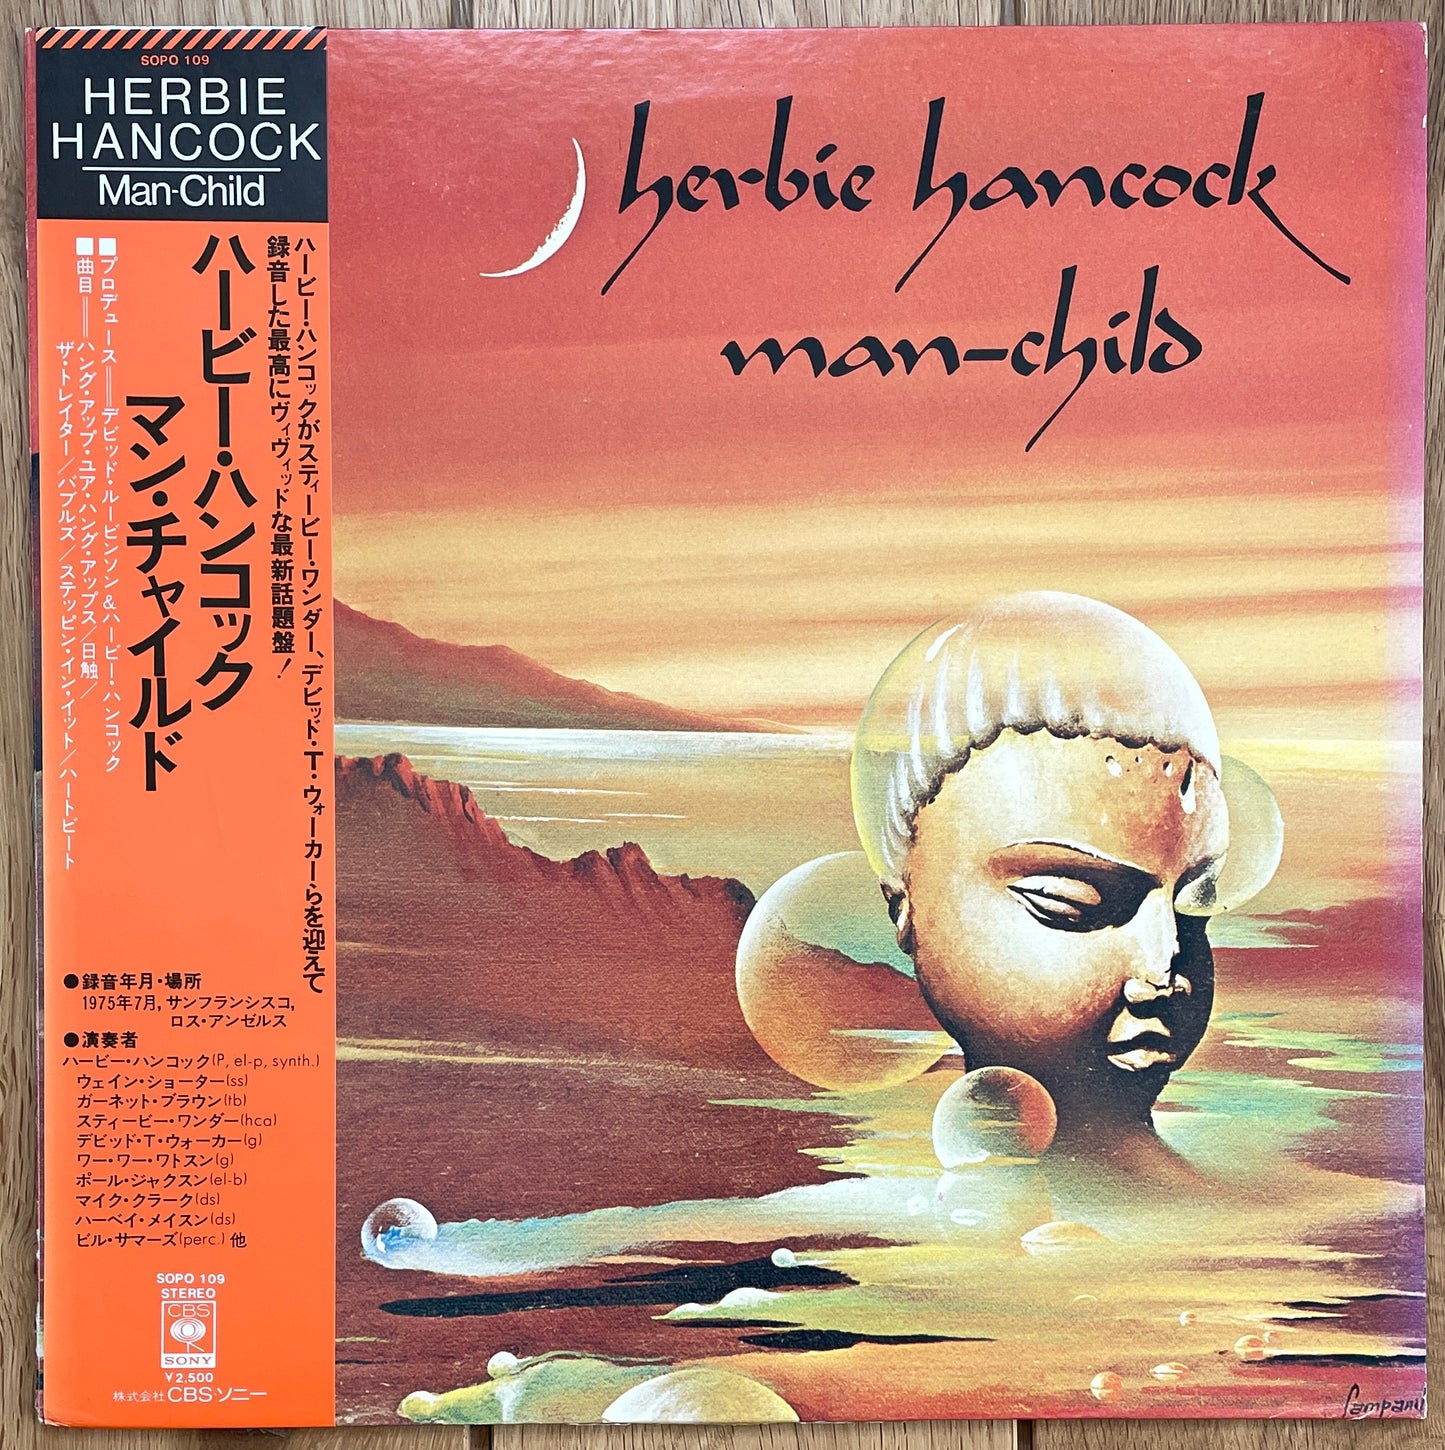 SOPO 109
HERBIE
HANCOCK
Man-Child
ハービー・ハンコックがスティービー・ワンダー、デビッド・T・ウォーカーらを迎えて
録音した最高にヴィヴィッドな最新話題盤！
ハービー・ハンコック
マン・チャイルド
■プロデュース＝デビッド・ルービンソン&ハービー・ハンコック
■曲目＝ハング・アップ・ユア・ハング・アップス／日触／
ザ・トレイター／バブルズ／ステッピン・イン・イット／ハートビート
●録音年月・場所
1975年7月, サンフランシスコ,
ロス・アンゼルス
●演奏者
ハービー・ハンコック(P, el-p, synth.)
ウェイン・ショーター(ss)
ガーネット・ブラウン(tb)
スティービー・ワンダー(hca)
デビッド・T・ウォーカー(g)
ワー・ワー・ワトスン(g)
ポール・ジャクスン(el-b)
マイク・クラーク(ds)
ハーベイ・メイスン(ds)
ビル・サマーズ(perc.) 他
SOPO 109
STEREO
CBS
SONY
¥2,500
株式会社CBS・ソニー
herbie hancock
man-child